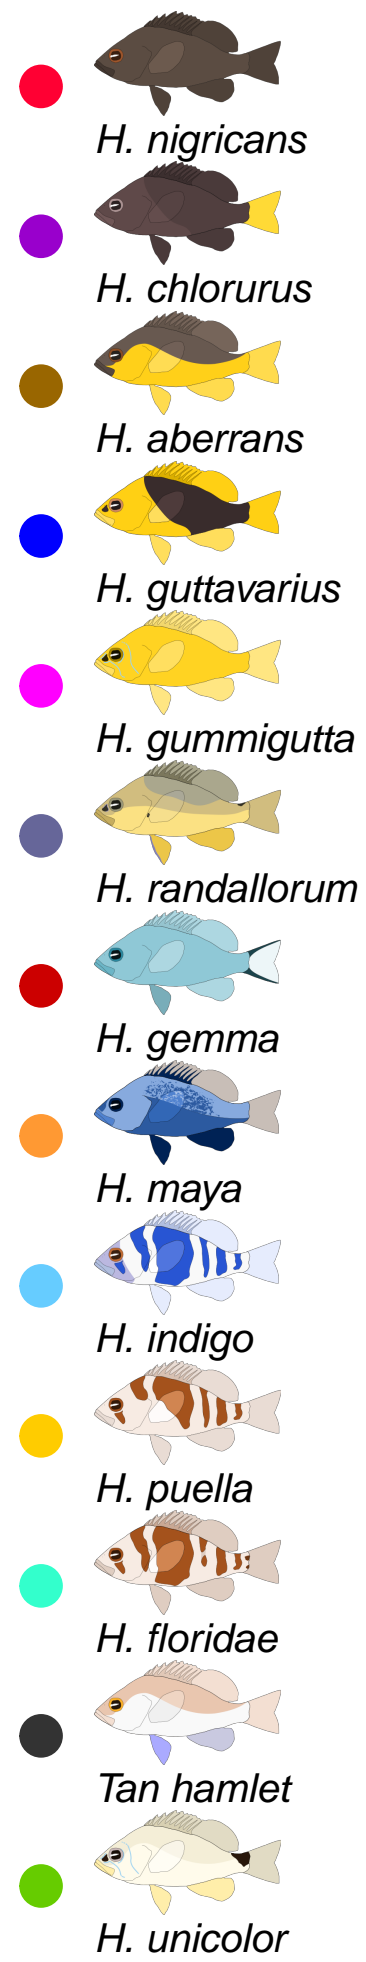 H. nigricans
H. chlorurus
H. aberrans
H. guttavarius
H. gummigutta
H. randallorum
H. gemma
H. maya
H. indigo
H. puella
H. floridae
Tan hamlet
H. unicolor